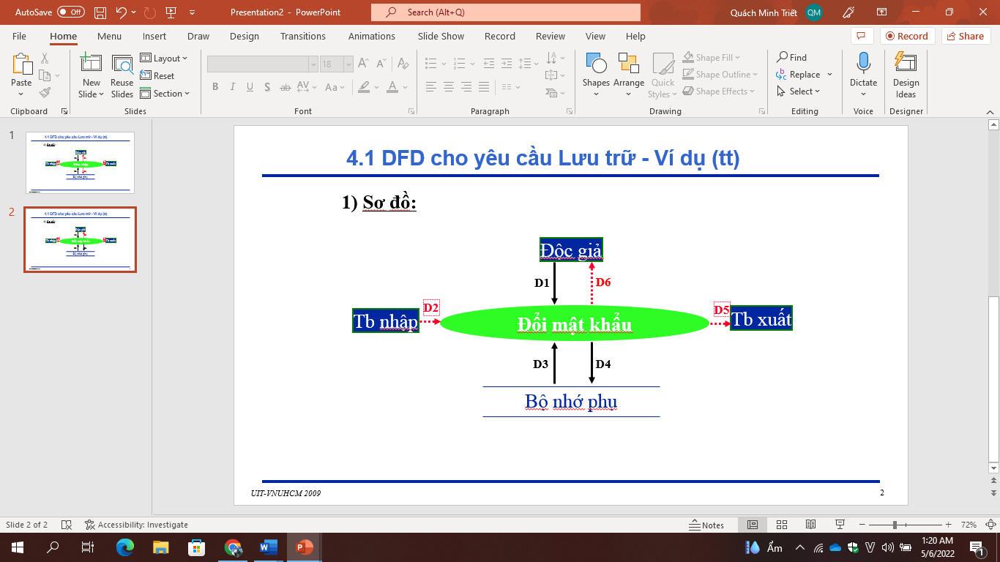 AutoSave Off Presentation2 - PowerPoint Search (Alt+Q) Quách Minh Triết QM
File Home Menu Insert Draw Design Transitions Animations Slide Show Record Review View Help Record Share
Paste New Slide Reuse Slides Layout Reset Section 18 Shapes Arrange Quick Styles Shape Fill Shape Outline Shape Effects Find Replace Select Dictate Design Ideas
Clipboard Slides Font Paragraph Drawing Editing Voice Designer
1
2
4.1 DFD cho yêu cầu Lưu trữ - Ví dụ (tt)
1) Sơ đồ:
Độc giả
D1 D6
Tb nhập D2 Đổi mật khẩu D5 Tb xuất
D3 D4
Bộ nhớ phụ
UIT-VNUHCM 2009 2
Slide 2 of 2 Accessibility: Investigate Notes 72%
Ẩm 1:20 AM
5/6/2022 1